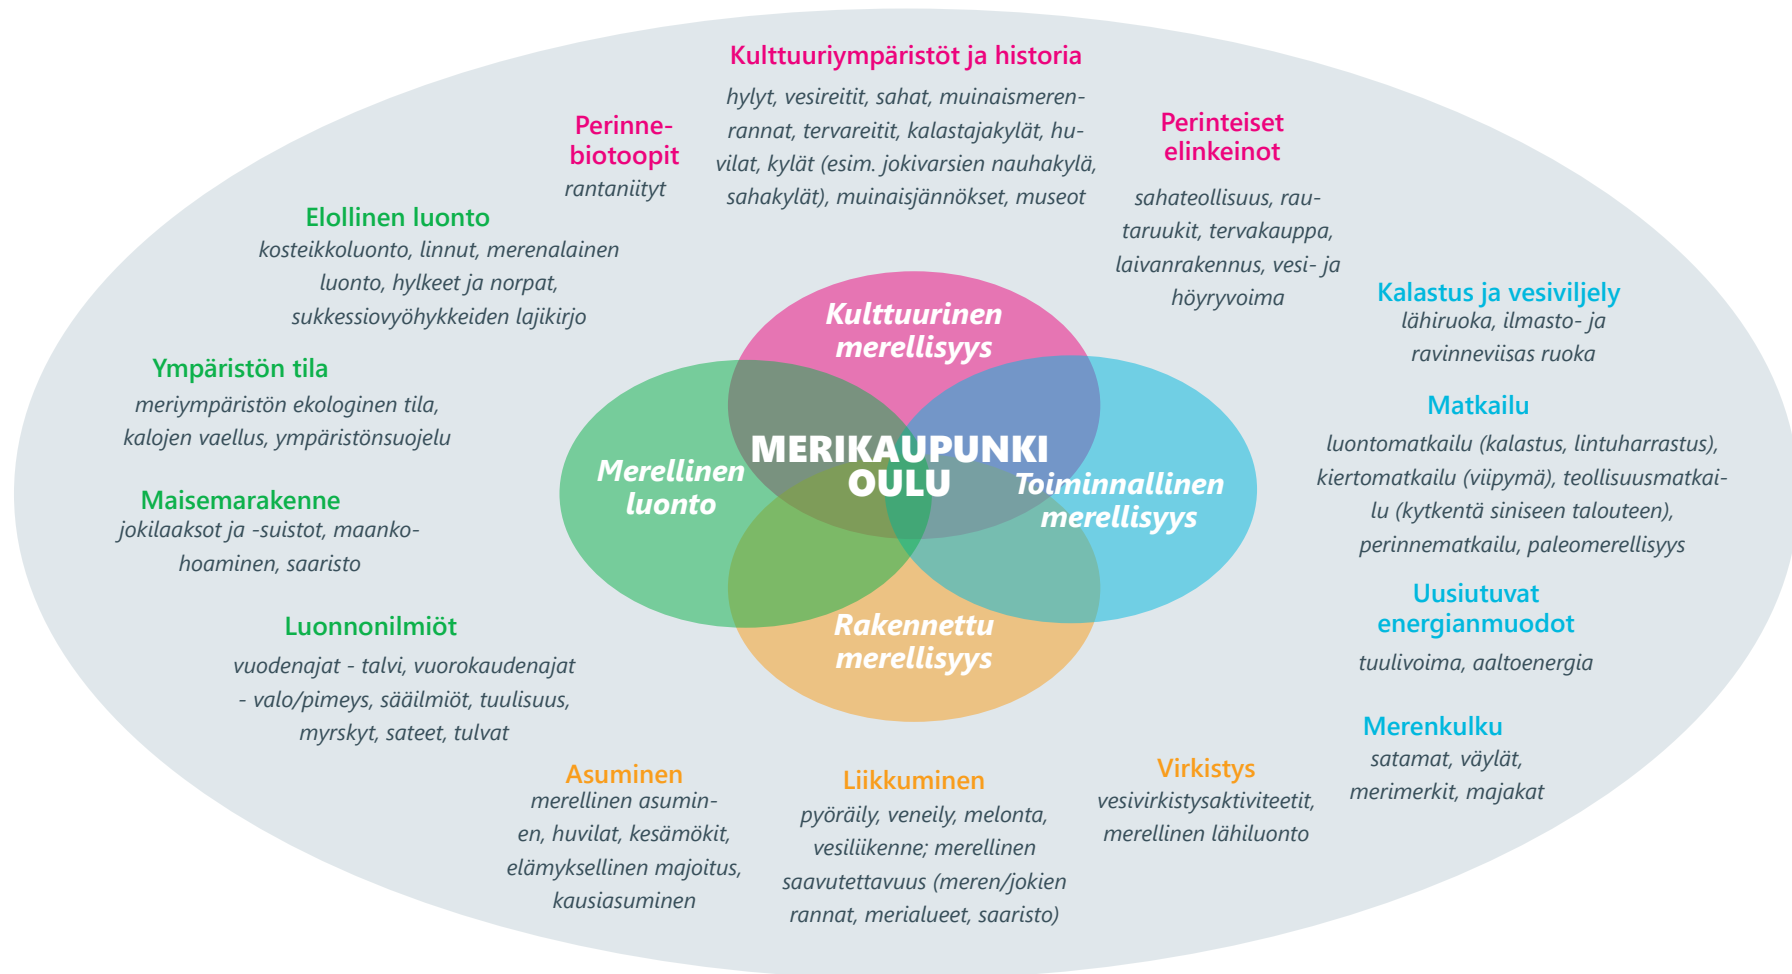 Kulttuuriympäristöt ja historia
hylyt, vesireitit, sahat, muinaismeren-
rannat, tervareitit, kalastajakylät, hu-
vilat, kylät (esim. jokivarsien nauhakylä,
sahakylät), muinaisjännökset, museot
Perinne-
biotoopit
rantaniityt
Perinteiset
elinkeinot
sahateollisuus, rau-
taruukit, tervakauppa,
laivanrakennus, vesi- ja
höyryvoima
Elollinen luonto
kosteikkoluonto, linnut, merenalainen
luonto, hylkeet ja norpat,
sukkessiovyöhykkeiden lajikirjo
Kalastus ja vesiviljely
lähiruoka, ilmasto- ja
ravinneviisas ruoka
Ympäristön tila
meriympäristön ekologinen tila,
kalojen vaellus, ympäristönsuojelu
Matkailu
luontomatkailu (kalastus, lintuharrastus),
kiertomatkailu (viipymä), teollisuusmatkai-
lu (kytkentä siniseen talouteen),
perinnematkailu, paleomerellisyys
Kulttuurinen
merellisyys
MERIKAUPUNKI
OULU
Merellinen
luonto
Toiminnallinen
merellisyys
Rakennettu
merellisyys
Maisemarakenne
jokilaaksot ja -suistot, maanko-
hoaminen, saaristo
Uusiutuvat
energianmuodot
tuulivoima, aaltoenergia
Luonnonilmiöt
vuodenajat - talvi, vuorokaudenajat
- valo/pimeys, sääilmiöt, tuulisuus,
myrskyt, sateet, tulvat
Merenkulku
satamat, väylät,
merimerkit, majakat
Asuminen
merellinen asumin-
en, huvilat, kesämökit,
elämyksellinen majoitus,
kausiasuminen
Liikkuminen
pyöräily, veneily, melonta,
vesiliikenne; merellinen
saavutettavuus (meren/jokien
rannat, merialueet, saaristo)
Virkistys
vesivirkistysaktiviteetit,
merellinen lähiluonto